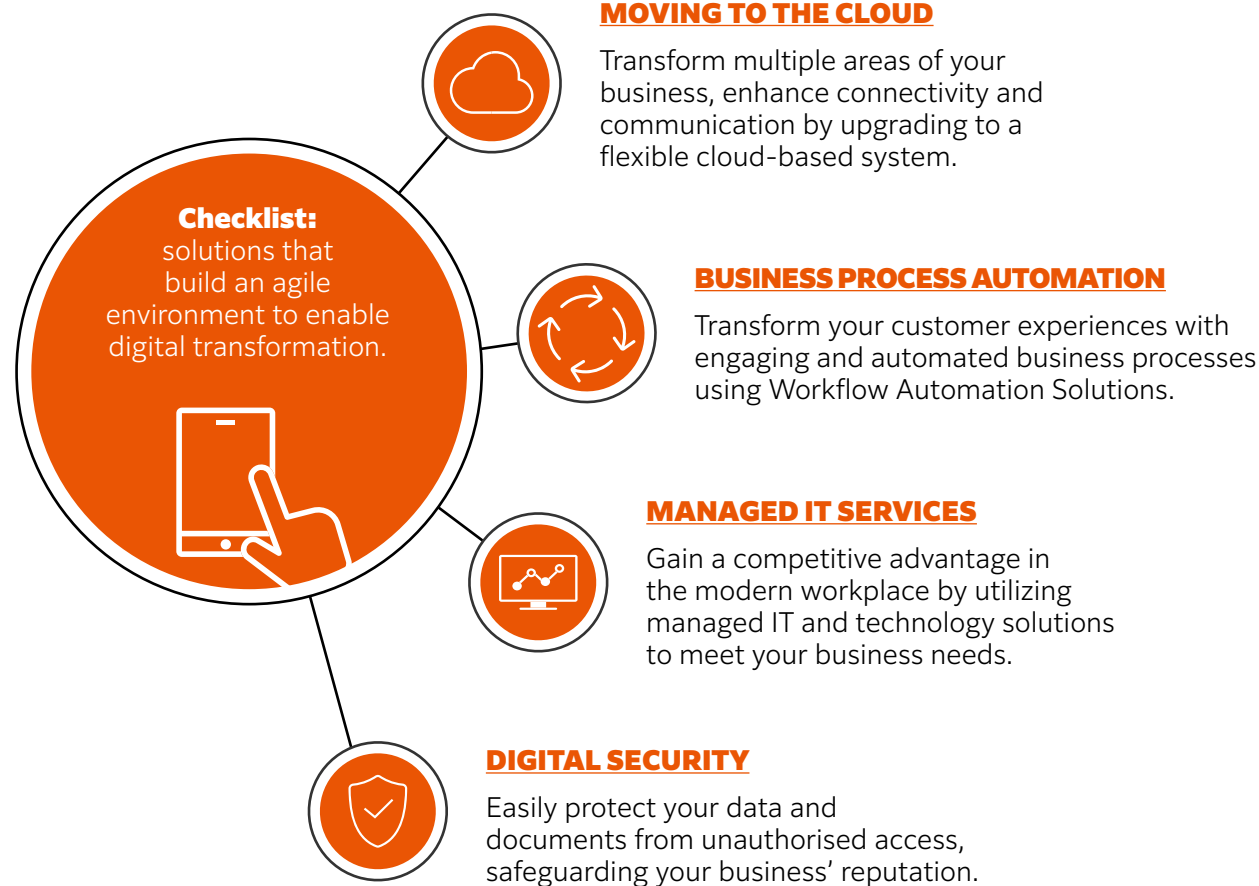 MOVING TO THE CLOUD
Transform multiple areas of your
business, enhance connectivity and
communication by upgrading to a
flexible cloud-based system.
Checklist:
solutions that
build an agile
environment to enable
digital transformation.
BUSINESS PROCESS AUTOMATION
Transform your customer experiences with
engaging and automated business processes
using Workflow Automation Solutions.
MANAGED IT SERVICES
Gain a competitive advantage in
the modern workplace by utilizing
managed IT and technology solutions
to meet your business needs.
DIGITAL SECURITY
Easily protect your data and
documents from unauthorised access,
safeguarding your business’ reputation.